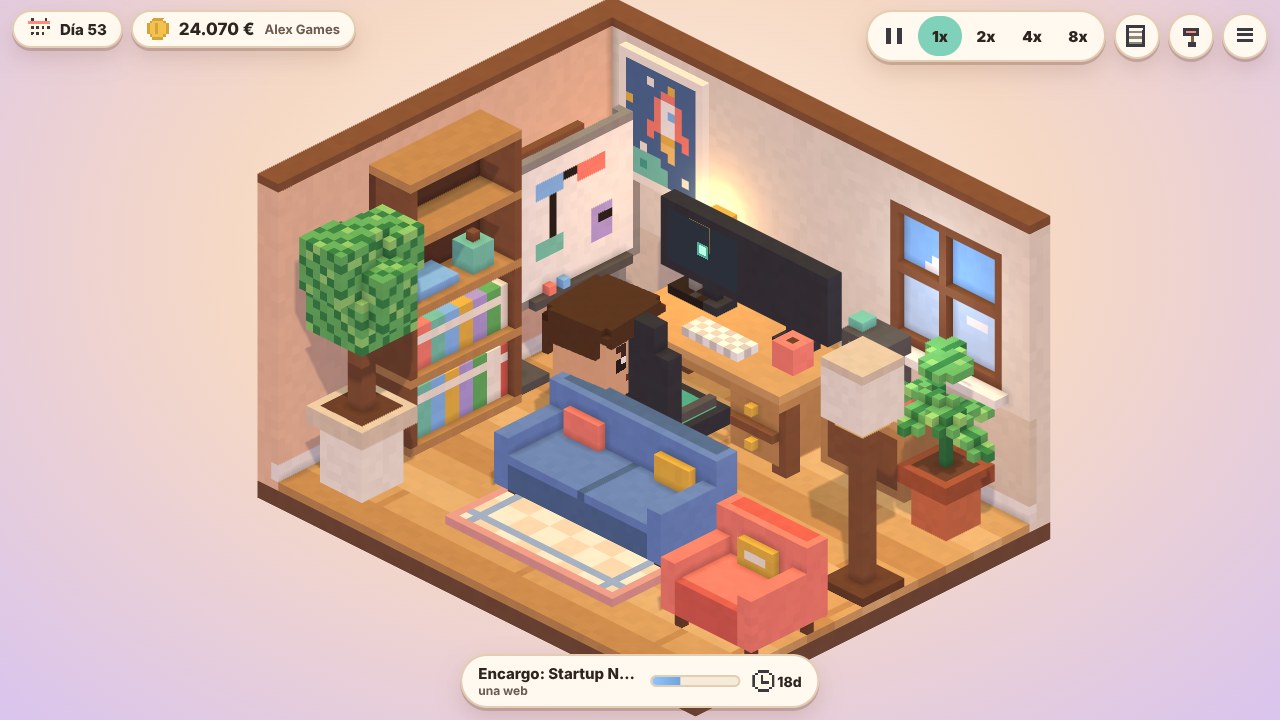 Día 53
24.070 € Alex Games
1x 2x 4x 8x
Encargo: Startup N...
una web
18d